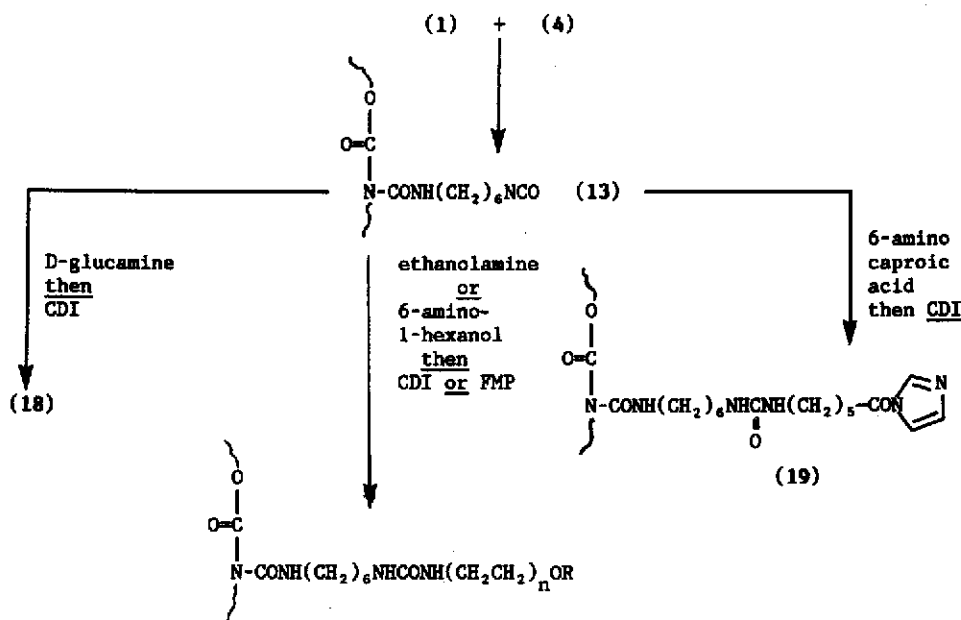 (1) + (4)
O
O=C
N-CONH(CH2)6NCO (13)
D-glucamine
then
CDI
ethanolamine
or
6-amino-
1-hexanol
then
CDI or FMP
6-amino
caproic
acid
then CDI
(18)
O
O=C
N-CONH(CH2)6NHCNH(CH2)5-CON N
O
(19)
O
O=C
N-CONH(CH2)6NHCONH(CH2CH2)nOR